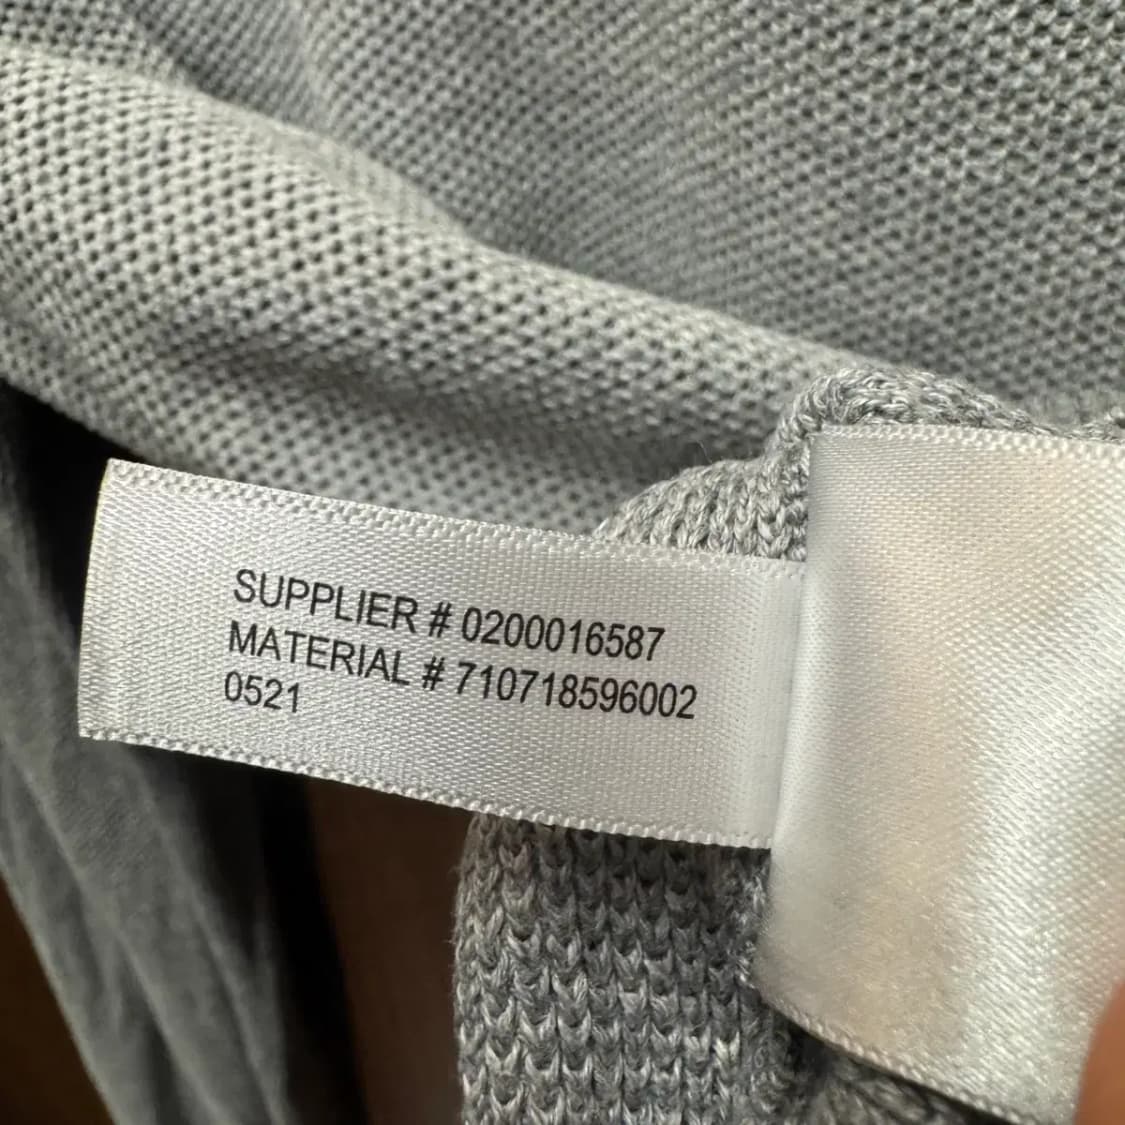 SUPPLIER # 0200016587
MATERIAL # 710718596002
0521